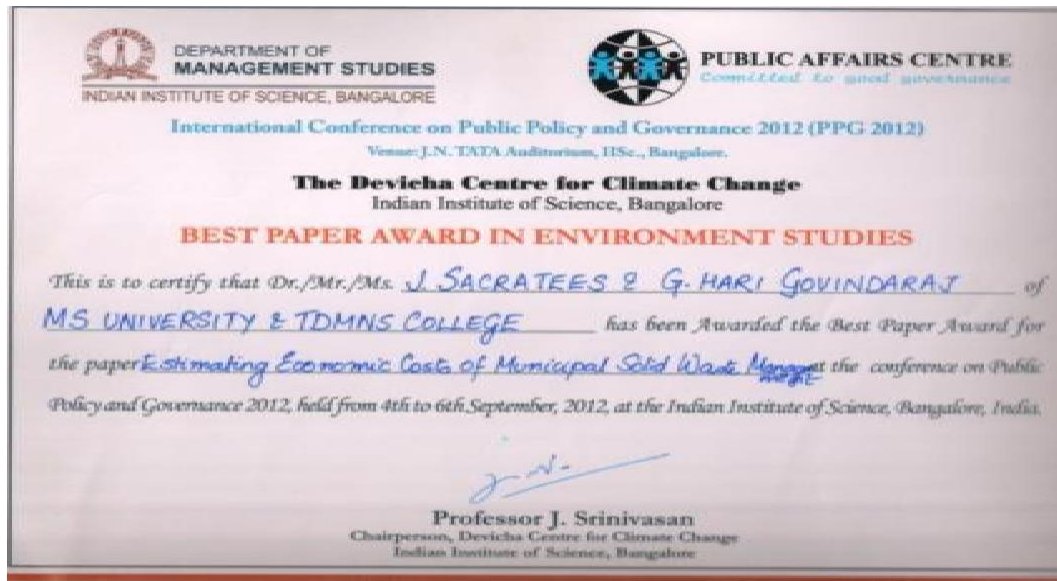 DEPARTMENT OF
MANAGEMENT STUDIES
INDIAN INSTITUTE OF SCIENCE, BANGALORE
PUBLIC AFFAIRS CENTRE
Committed to good governance
International Conference on Public Policy and Governance 2012 (PPG 2012)
Venue: J.N. TATA Auditorium, IISc., Bangalore.
The Devicha Centre for Climate Change
Indian Institute of Science, Bangalore
BEST PAPER AWARD IN ENVIRONMENT STUDIES
This is to certify that Dr./Mr./Ms. J. SACRATEES & G. HARI GOVINDARAJ of
MS UNIVERSITY & TDMNS COLLEGE has been Awarded the Best Paper Award for
the paper Estimating Economic Costs of Municipal Solid Waste at the conference on Public
Policy and Governance 2012, held from 4th to 6th September, 2012, at the Indian Institute of Science, Bangalore, India.
Professor J. Srinivasan
Chairperson, Devicha Centre for Climate Change
Indian Institute of Science, Bangalore